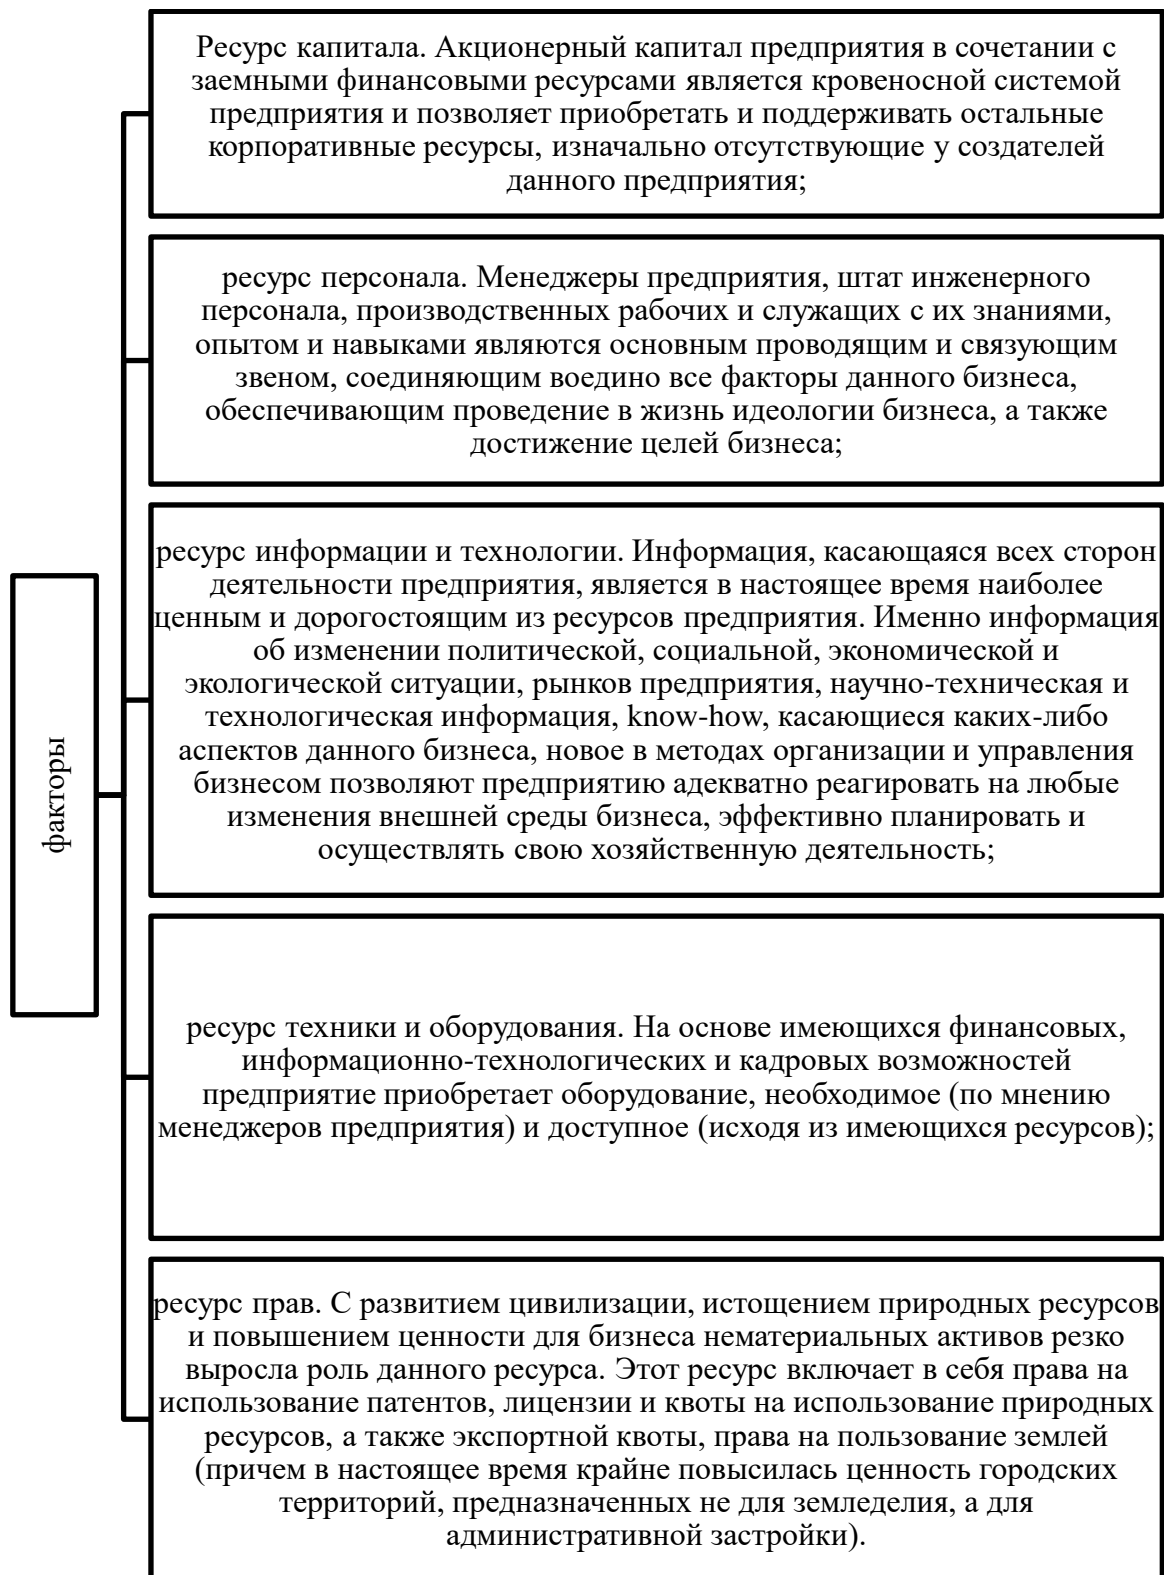 факторы
Ресурс капитала. Акционерный капитал предприятия в сочетании с
заемными финансовыми ресурсами является кровеносной системой
предприятия и позволяет приобретать и поддерживать остальные
корпоративные ресурсы, изначально отсутствующие у создателей
данного предприятия;
ресурс персонала. Менеджеры предприятия, штат инженерного
персонала, производственных рабочих и служащих с их знаниями,
опытом и навыками являются основным проводящим и связующим
звеном, соединяющим воедино все факторы данного бизнеса,
обеспечивающим проведение в жизнь идеологии бизнеса, а также
достижение целей бизнеса;
ресурс информации и технологии. Информация, касающаяся всех сторон
деятельности предприятия, является в настоящее время наиболее
ценным и дорогостоящим из ресурсов предприятия. Именно информация
об изменении политической, социальной, экономической и
экологической ситуации, рынков предприятия, научно-техническая и
технологическая информация, know-how, касающиеся каких-либо
аспектов данного бизнеса, новое в методах организации и управления
бизнесом позволяют предприятию адекватно реагировать на любые
изменения внешней среды бизнеса, эффективно планировать и
осуществлять свою хозяйственную деятельность;
ресурс техники и оборудования. На основе имеющихся финансовых,
информационно-технологических и кадровых возможностей
предприятие приобретает оборудование, необходимое (по мнению
менеджеров предприятия) и доступное (исходя из имеющихся ресурсов);
ресурс прав. С развитием цивилизации, истощением природных ресурсов
и повышением ценности для бизнеса нематериальных активов резко
выросла роль данного ресурса. Этот ресурс включает в себя права на
использование патентов, лицензии и квоты на использование природных
ресурсов, а также экспортной квоты, права на пользование землей
(причем в настоящее время крайне повысилась ценность городских
территорий, предназначенных не для земледелия, а для
административной застройки).